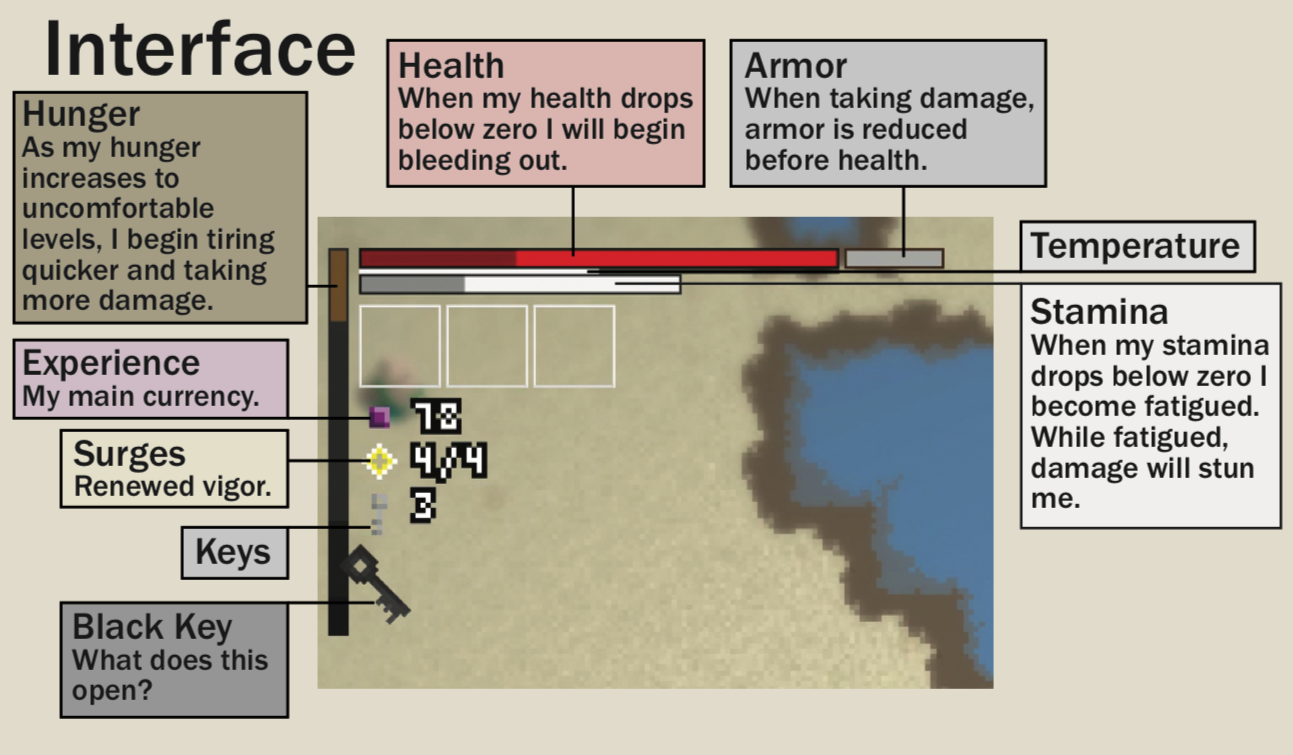 Interface
Hunger
As my hunger
increases to
uncomfortable
levels, I begin tiring
quicker and taking
more damage.
Health
When my health drops
below zero I will begin
bleeding out.
Armor
When taking damage,
armor is reduced
before health.
Temperature
Stamina
When my stamina
drops below zero I
become fatigued.
While fatigued,
damage will stun
me.
Experience
My main currency.
Surges
Renewed vigor.
Keys
Black Key
What does this
open?
78
4/4
3